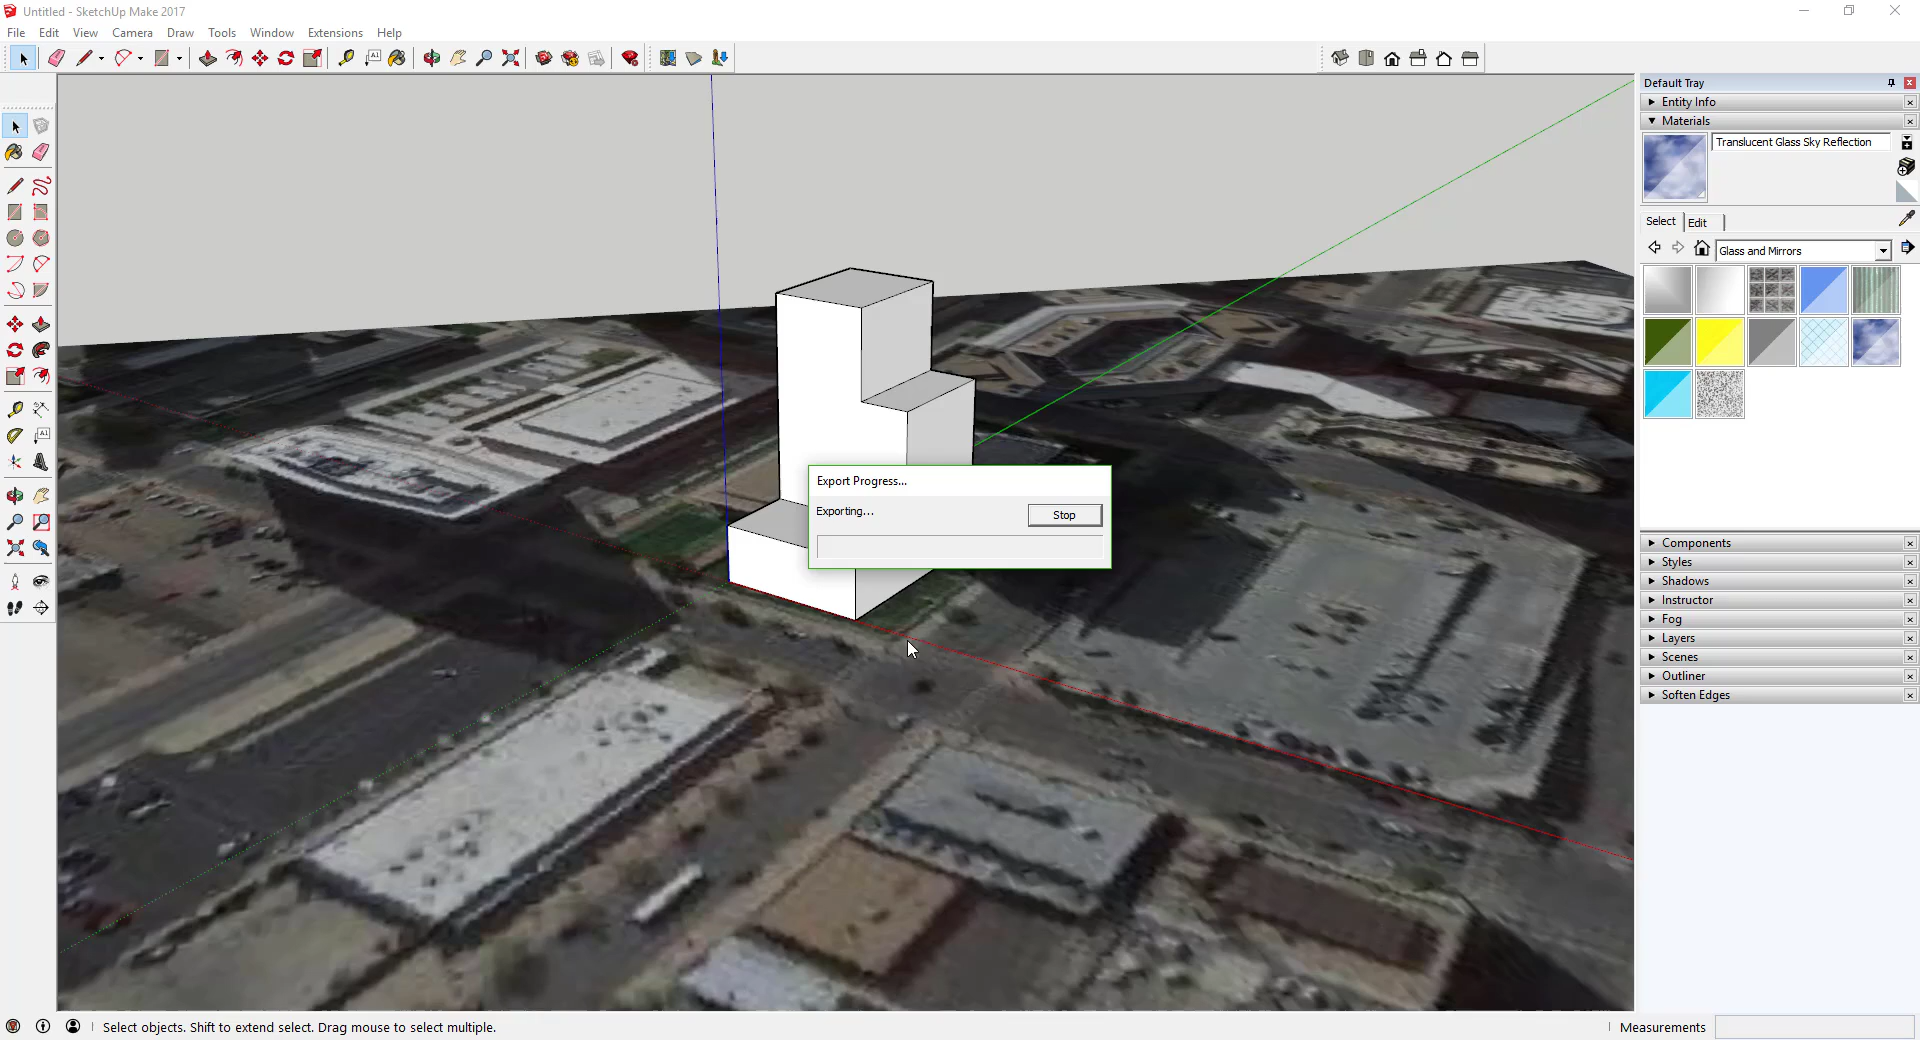 Untitled - SketchUp Make 2017
File Edit View Camera Draw Tools Window Extensions Help
Default Tray
Entity Info
Materials
Translucent Glass Sky Reflection
Select Edit
Glass and Mirrors
Export Progress...
Exporting...
Stop
Components
Styles
Shadows
Instructor
Fog
Layers
Scenes
Outliner
Soften Edges
Select objects. Shift to extend select. Drag mouse to select multiple.
Measurements